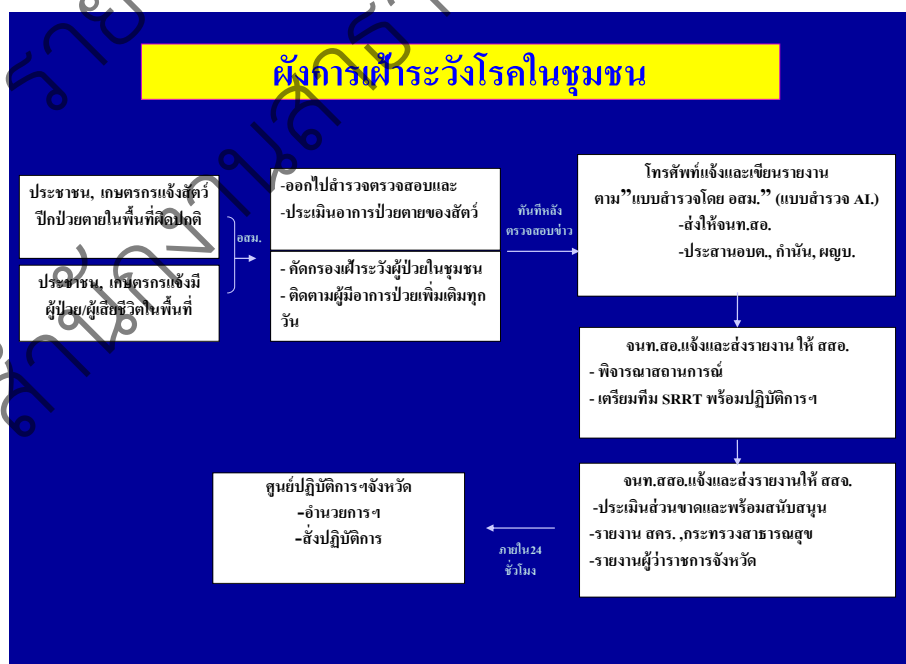 ผังการเฝ้าระวังโรคในชุมชน
ประชาชน, เกษตรกรแจ้งสัตว์
ปีกป่วยตายในพื้นที่ผิดปกติ
ประชาชน, เกษตรกรแจ้งมี
ผู้ป่วย/ผู้เสียชีวิตในพื้นที่
อสม.
-ออกไปสำรวจตรวจสอบและ
-ประเมินอาการป่วยตายของสัตว์
- คัดกรองเฝ้าระวังผู้ป่วยในชุมชน
- ติดตามผู้มีอาการป่วยเพิ่มเติมทุก
วัน
ทันทีหลัง
ตรวจสอบข่าว
โทรศัพท์แจ้งและเขียนรายงาน
ตาม”แบบสำรวจโดย อสม.” (แบบสำรวจ AI.)
-ส่งให้จนท.สอ.
-ประสานอบต., กำนัน, ผญบ.
จนท.สอ.แจ้งและส่งรายงาน ให้ สสอ.
- พิจารณาสถานการณ์
- เตรียมทีม SRRT พร้อมปฏิบัติการฯ
จนท.สสอ.แจ้งและส่งรายงานให้ สสจ.
-ประเมินส่วนขาดและพร้อมสนับสนุน
-รายงาน สคร. ,กระทรวงสาธารณสุข
-รายงานผู้ว่าราชการจังหวัด
ภายใน24
ชั่วโมง
ศูนย์ปฏิบัติการฯจังหวัด
-อำนวยการฯ
-สั่งปฏิบัติการ
ราย
สำนักงานสาธาร